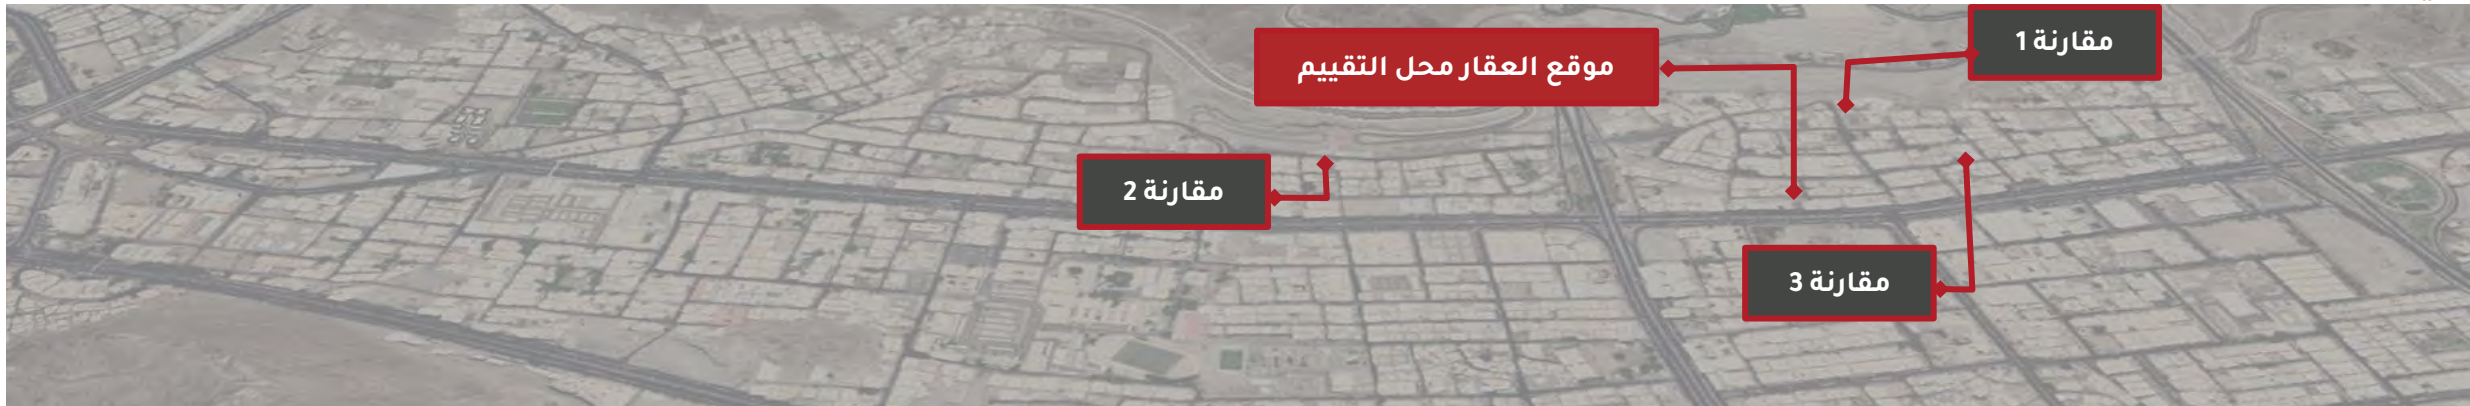 مقارنة 1
موقع العقار محل التقييم
مقارنة 2
مقارنة 3